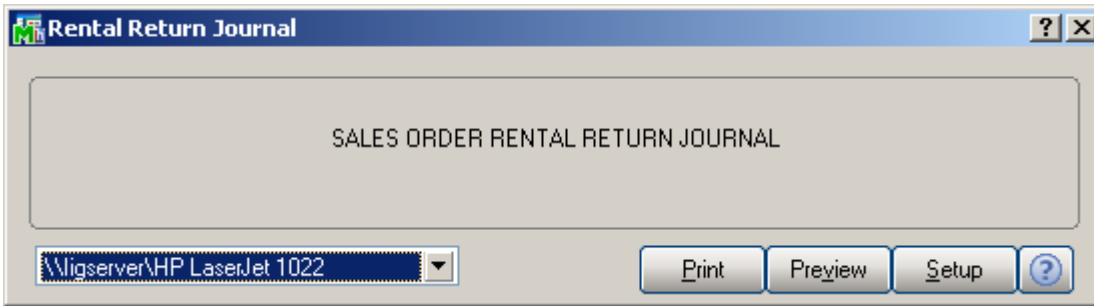 Rental Return Journal
SALES ORDER RENTAL RETURN JOURNAL
\\ligserver\HP LaserJet 1022
Print Preview Setup